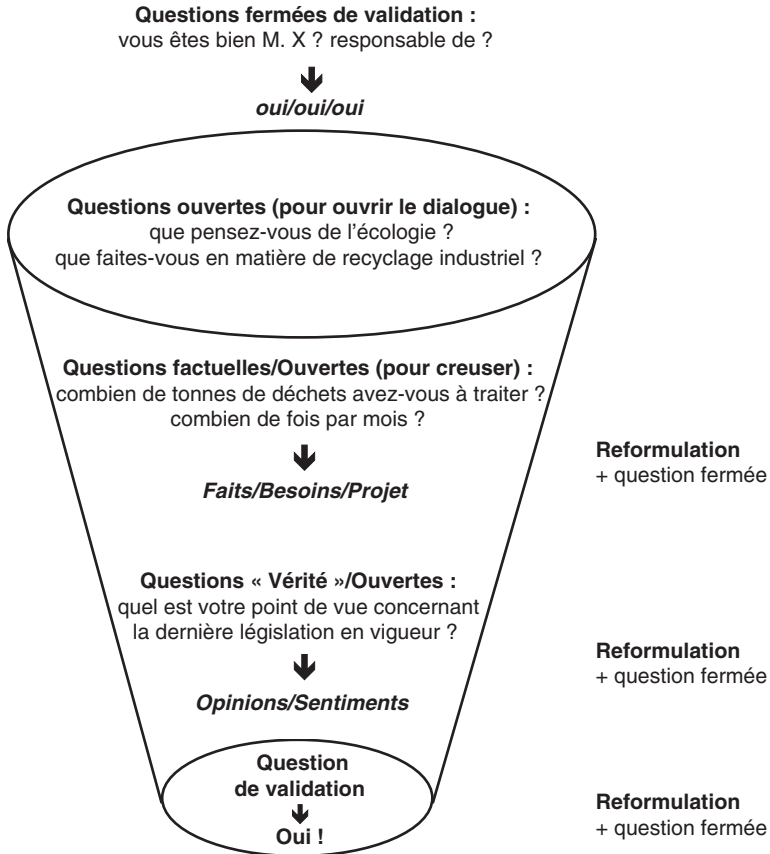 Questions fermées de validation :
vous êtes bien M. X ? responsable de ?
oui/oui/oui
Questions ouvertes (pour ouvrir le dialogue) :
que pensez-vous de l’écologie ?
que faites-vous en matière de recyclage industriel ?
Questions factuelles/Ouvertes (pour creuser) :
combien de tonnes de déchets avez-vous à traiter ?
combien de fois par mois ?
Faits/Besoins/Projet
Reformulation
+ question fermée
Questions « Vérité »/Ouvertes :
quel est votre point de vue concernant
la dernière législation en vigueur ?
Opinions/Sentiments
Reformulation
+ question fermée
Question
de validation
Oui !
Reformulation
+ question fermée